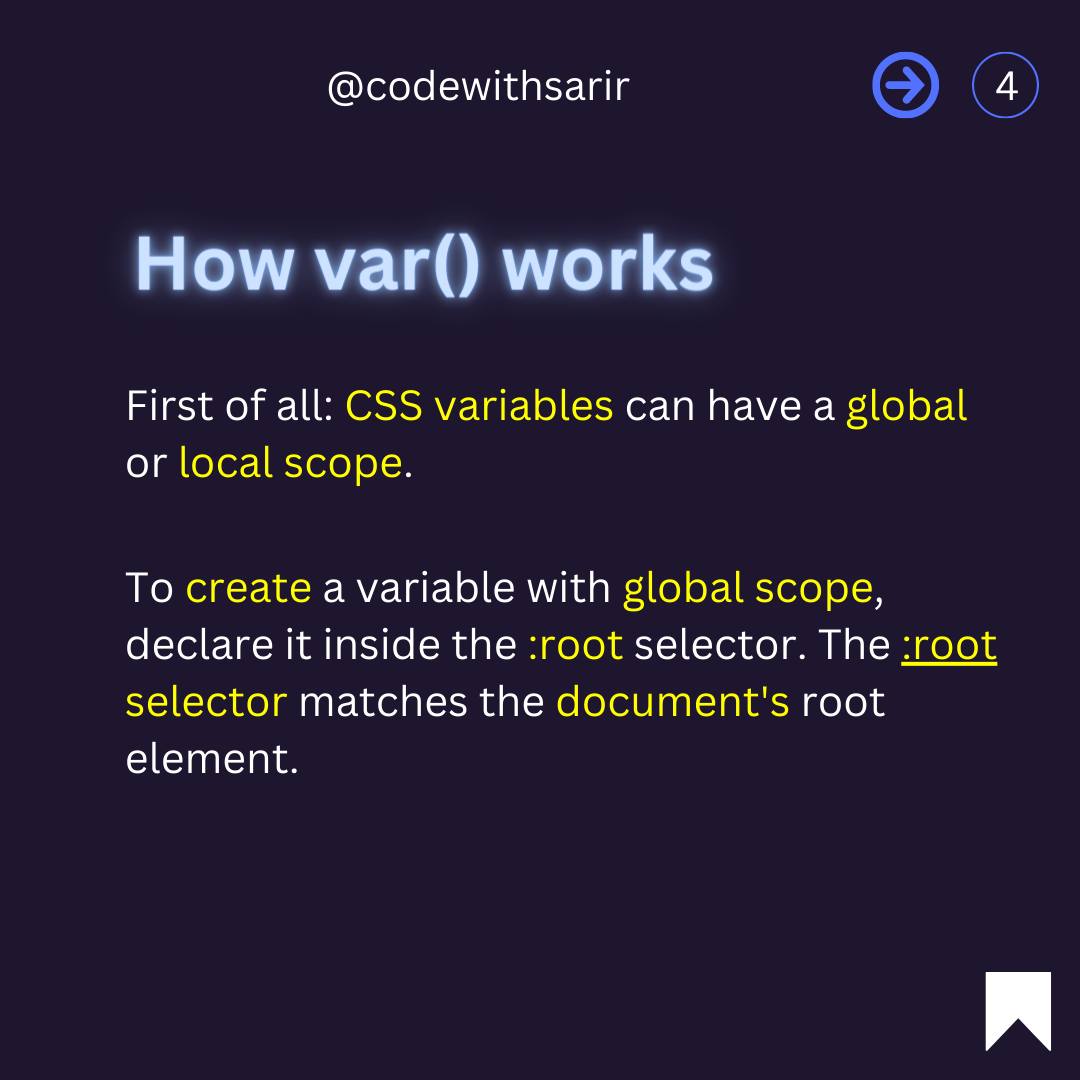 @codewithsarir
4
How var() works
First of all: CSS variables can have a global
or local scope.
To create a variable with global scope,
declare it inside the :root selector. The :root
selector matches the document's root
element.